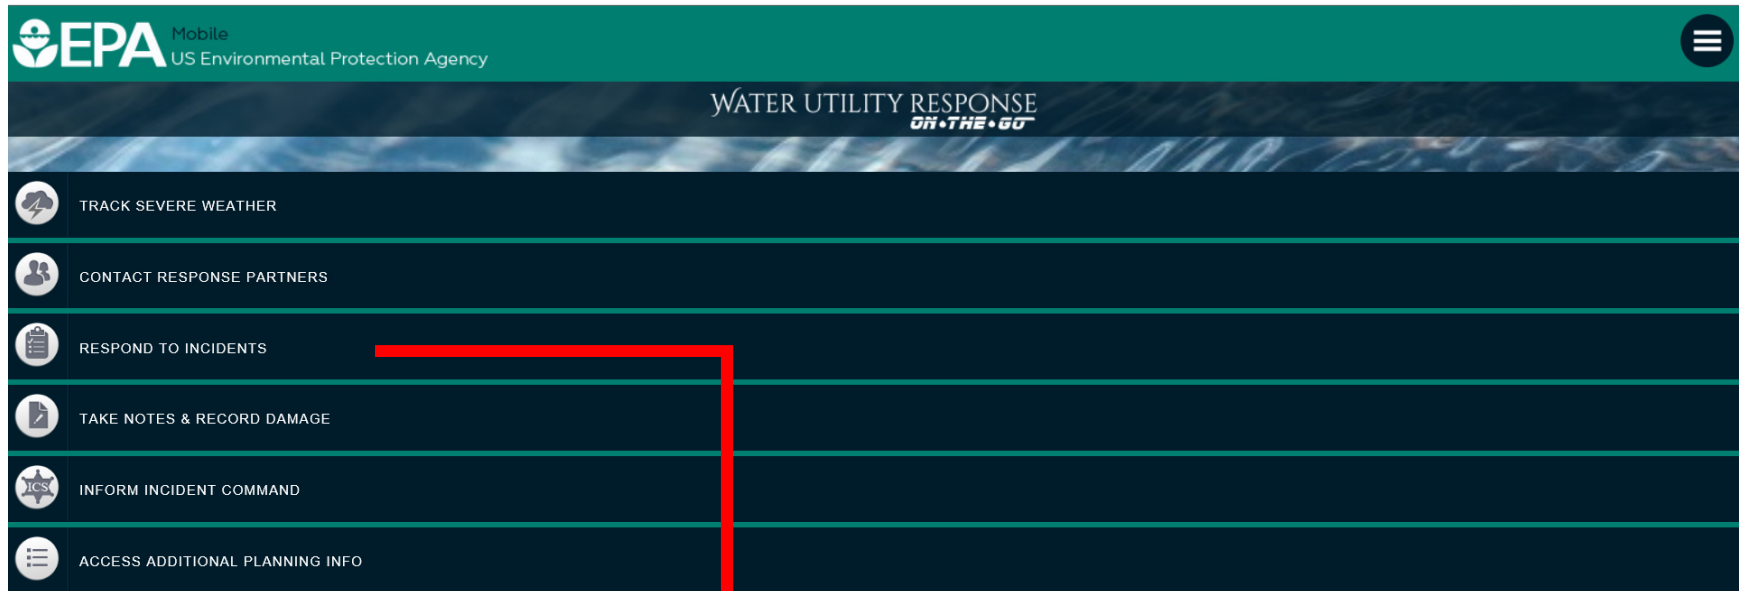 EPA Mobile
US Environmental Protection Agency
WATER UTILITY RESPONSE
ON•THE•GO
TRACK SEVERE WEATHER
CONTACT RESPONSE PARTNERS
RESPOND TO INCIDENTS
TAKE NOTES & RECORD DAMAGE
ICS
INFORM INCIDENT COMMAND
ACCESS ADDITIONAL PLANNING INFO